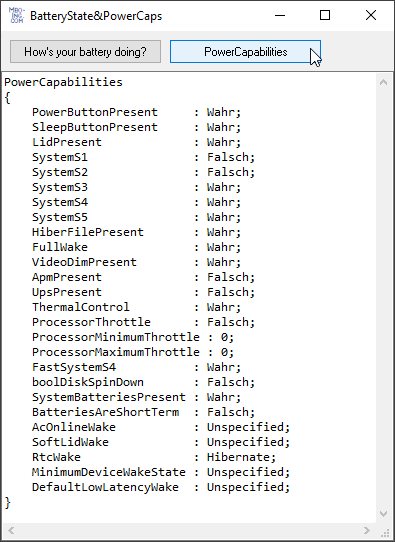 MBO-ING.COM BatteryState&PowerCaps
How's your battery doing? PowerCapabilities
PowerCapabilities
{
    PowerButtonPresent     : Wahr;
    SleepButtonPresent     : Wahr;
    LidPresent             : Wahr;
    SystemS1               : Falsch;
    SystemS2               : Falsch;
    SystemS3               : Wahr;
    SystemS4               : Wahr;
    SystemS5               : Wahr;
    HiberFilePresent       : Wahr;
    FullWake               : Wahr;
    VideoDimPresent        : Wahr;
    ApmPresent             : Falsch;
    UpsPresent             : Falsch;
    ThermalControl         : Wahr;
    ProcessorThrottle      : Falsch;
    ProcessorMinimumThrottle : 0;
    ProcessorMaximumThrottle : 0;
    FastSystemS4           : Wahr;
    boolDiskSpinDown       : Falsch;
    SystemBatteriesPresent : Wahr;
    BatteriesAreShortTerm  : Falsch;
    AcOnlineWake           : Unspecified;
    SoftLidWake            : Unspecified;
    RtcWake                : Hibernate;
    MinimumDeviceWakeState : Unspecified;
    DefaultLowLatencyWake  : Unspecified;
}